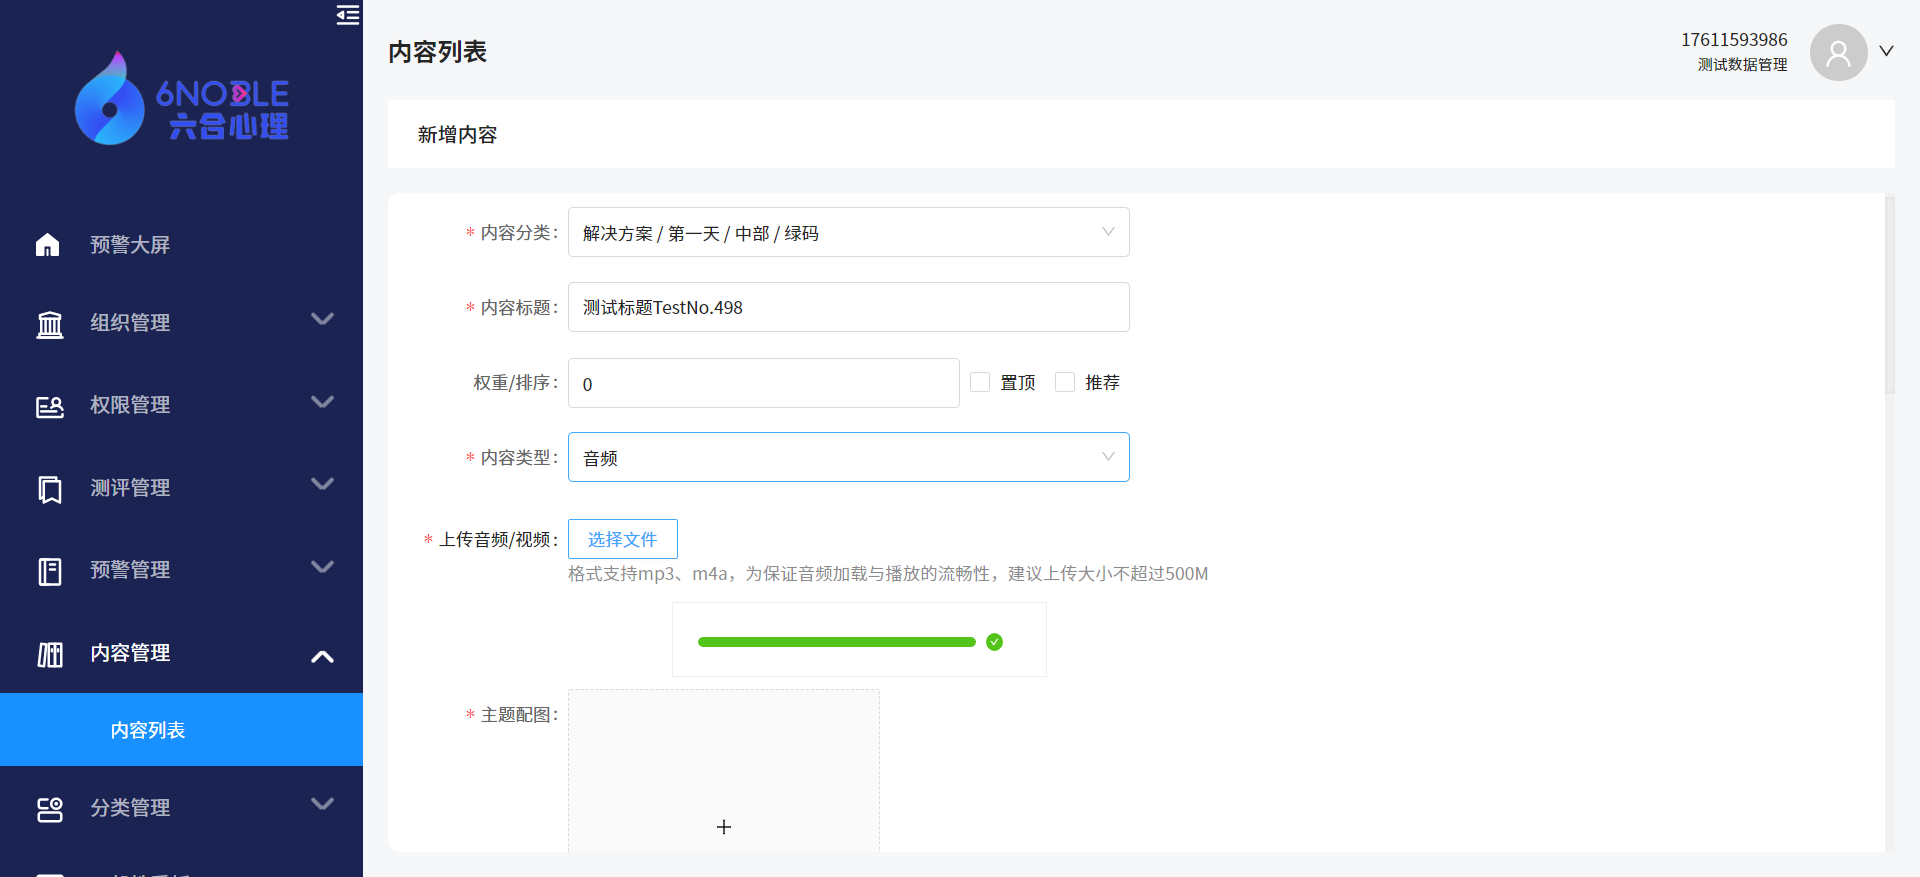 6NOBLE
六合心理
预警大屏
组织管理
权限管理
测评管理
预警管理
内容管理
内容列表
分类管理
内容列表
17611593986
测试数据管理
新增内容
* 内容分类：
解决方案 / 第一天 / 中部 / 绿码
* 内容标题：
测试标题TestNo.498
权重/排序：
0
置顶
推荐
* 内容类型：
音频
* 上传音频/视频：
选择文件
格式支持mp3、m4a，为保证音频加载与播放的流畅性，建议上传大小不超过500M
* 主题配图：